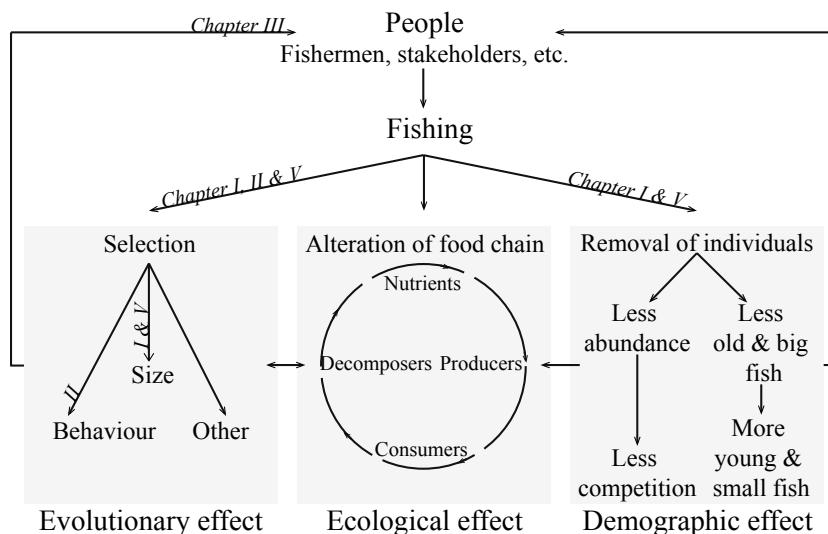 People
Chapter III
Fishermen, stakeholders, etc.
Fishing
Chapter I, II & V
Chapter I & V
Selection
I & V
Size
II
Behaviour
Other
Evolutionary effect
Alteration of food chain
Nutrients
Decomposers
Producers
Consumers
Ecological effect
Removal of individuals
Less
abundance
Less
competition
Less
old & big
fish
More
young &
small fish
Demographic effect